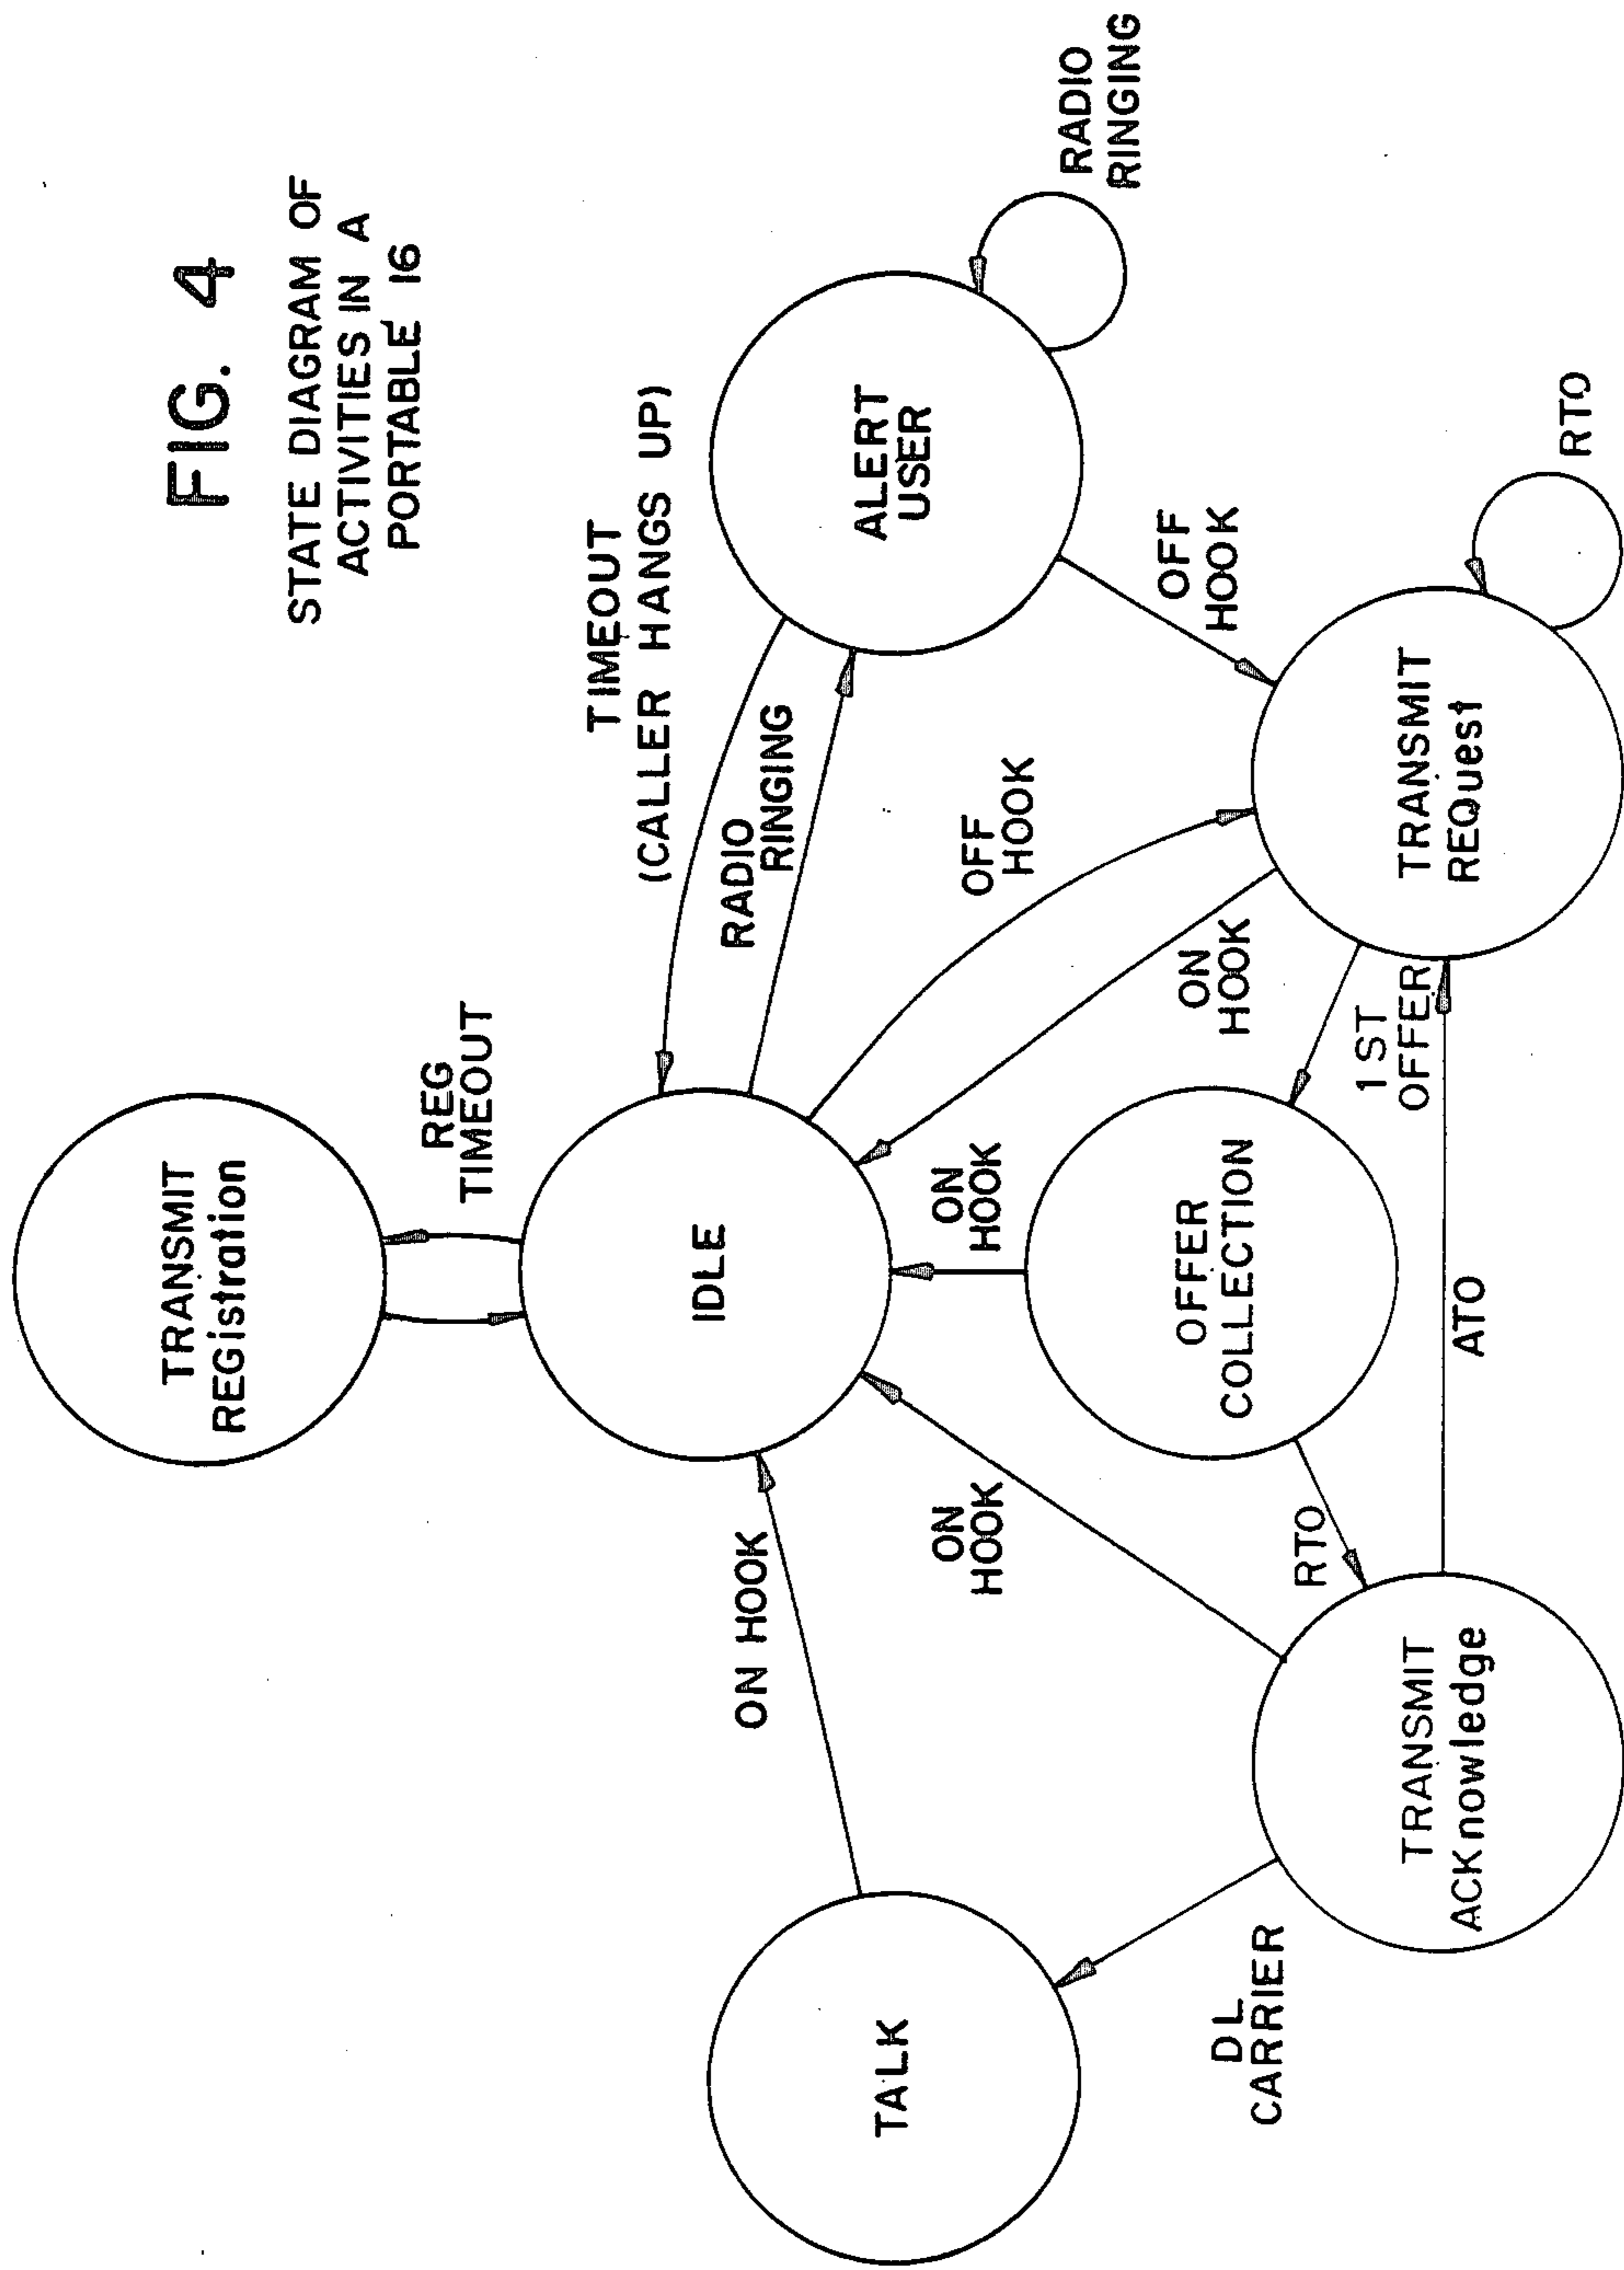 FIG. 4
STATE DIAGRAM OF
ACTIVITIES IN A
PORTABLE 16
TRANSMIT
REGistration
REG
TIMEOUT
TIMEOUT
(CALLER HANGS UP)
RADIO
RINGING
ALERT
USER
RADIO
RINGING
IDLE
ON HOOK
ON
HOOK
ON
HOOK
ON
HOOK
OFF
HOOK
OFF
HOOK
TALK
OFFER
COLLECTION
1ST
OFFER
RTO
DL
CARRIER
TRANSMIT
ACKnowledge
ATO
TRANSMIT
REQuest
RTO